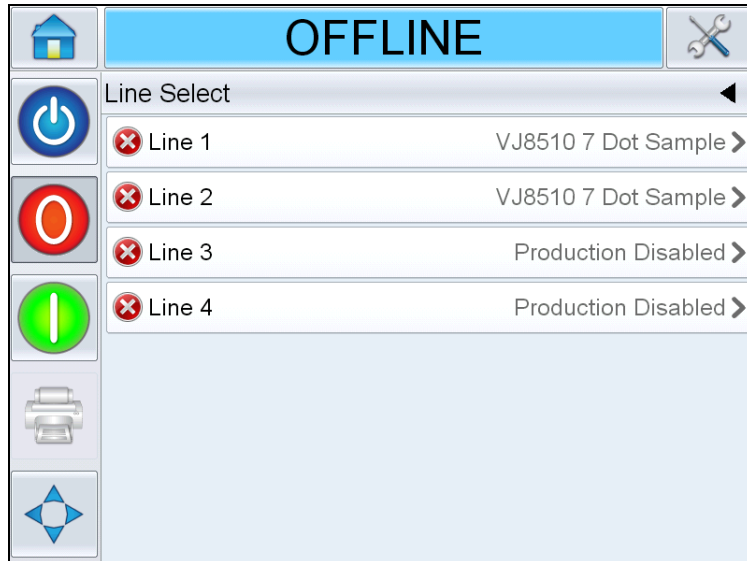 OFFLINE
Line Select
Line 1 VJ8510 7 Dot Sample
Line 2 VJ8510 7 Dot Sample
Line 3 Production Disabled
Line 4 Production Disabled